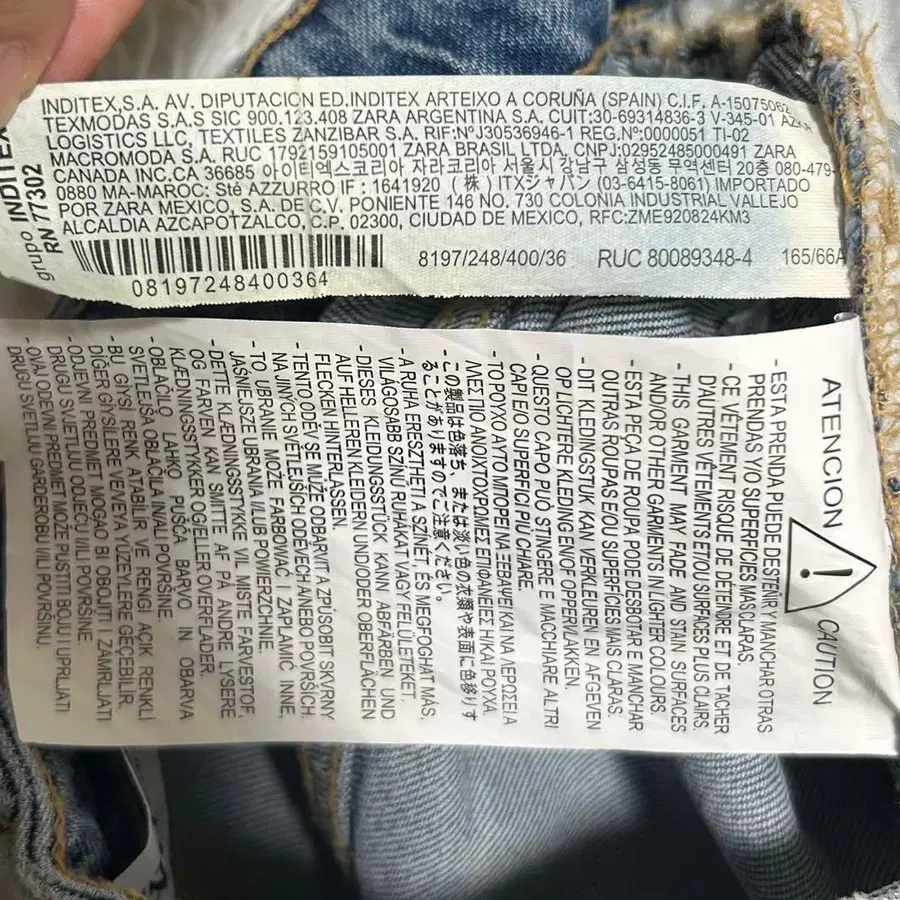 INDITEX,S.A. AV. DIPUTACION ED.INDITEX ARTEIXO A CORUÑA (SPAIN) C.I.F. A-15075062
TEXMODAS S.A.S SIC 900.123.408 ZARA ARGENTINA S.A. CUIT:30-69314836-3 V-345-01
LOGISTICS LLC, TEXTILES ZANZIBAR S.A. RIF:NºJ30536946-1 REG.Nº:0000051 TI-02
MACROMODA S.A. RUC 1792159105001 ZARA BRASIL LTDA, CNPJ:02952485000491 ZARA
CANADA INC.CA 36685 아이티엑스코리아 자라코리아 서울시 강남구 삼성동 무역센터 20층 080-479-
0880 MA-MAROC: Sté AZZURRO IF : 1641920 (株) ITXジャパン (03-6415-8061) IMPORTADO
POR ZARA MEXICO, S.A. DE C.V. PONIENTE 146 NO. 730 COLONIA INDUSTRIAL VALLEJO
ALCALDIA AZCAPOTZALCO, C.P. 02300, CIUDAD DE MEXICO, RFC:ZME920824KM3
grupo INDITEX
RN 77302
08197248400364
8197/248/400/36 RUC 80089348-4 165/66A
ATENCION CAUTION
- ESTA PRENDA PUEDE DESTEÑIR Y MANCHAR OTRAS
PRENDAS Y/O SUPERFICIES MAS CLARAS.
- CE VÊTEMENT RISQUE DE DÉTEINDRE ET DE TACHER
D'AUTRES VÊTEMENTS ET/OU SURFACES PLUS CLAIRS.
- THIS GARMENT MAY FADE AND STAIN SURFACES
AND/OR OTHER GARMENTS IN LIGHTER COLOURS.
- ESTA PEÇA DE ROUPA PODE DESBOTAR E MANCHAR
OUTRAS ROUPAS E/OU SUPERFÍCIES MAIS CLARAS.
- DIT KLEDINGSTUK KAN VERKLEUREN EN AFGEVEN
OP LICHTERE KLEDING EN/OF OPPERVLAKKEN.
- QUESTO CAPO PUÒ STINGERE E MACCHIARE ALTRI
CAPI E/O SUPERFICI PIÙ CHIARE.
- ΤΟ ΡΟΥΧΟ ΑΥΤΟ ΜΠΟΡΕΙ ΝΑ ΞΕΒΑΨΕΙ ΚΑΙ ΝΑ ΛΕΡΩΣΕΙ ΑΛΛΕΣ ΠΙΟ ΑΝΟΙΧΤΟΧΡΩΜΕΣ ΕΠΙΦΑΝΕΙΕΣ Η/ΚΑΙ ΡΟΥΧΑ.
- この製品は色落ち、または淡い色の衣類や表面に色移りす
ることがありますのでご注意ください。
- A RUHA ERESZTHETI A SZÍNÉT, ÉS MEGFOGHAT MÁS,
VILÁGOSABB SZÍNŰ RUHÁKAT VAGY FELÜLETEKET.
- DIESES KLEIDUNGSSTÜCK KANN ABFÄRBEN UND
AUF HELLEREN KLEIDERN UND/ODER OBERFLÄCHEN
FLECKEN HINTERLASSEN.
- TENTO ODĚV SE MŮŽE ODBARVIT A ZPŮSOBIT SKVRNY
NA JINÝCH SVĚTLEJŠÍCH ODĚVECH A/NEBO POVRŠÍCH.
- TO UBRANIE MOŻE FARBOWAĆ I ZAPLAMIĆ INNE,
JAŚNIEJSZE UBRANIA I/LUB POWIERZCHNIE.
- DETTE KLÆDNINGSSTYKKE VIL MISTE FARVESTOF,
OG FARVEN KAN SMITTE AF PÅ ANDRE LYSERE
KLÆDNINGSSTYKKER OG/ELLER OVERFLADER.
- OBLAČILO LAHKO PUŠČA BARVO IN OBARVA
SVETLEJŠA OBLAČILA IN/ALI POVRŠINE.
- BU GİYSİ RENK ATABİLİR VE RENGİ AÇIK RENKLİ
DİĞER GİYSİLERE VE/VEYA YÜZEYLERE GEÇEBİLİR.
- ODJEVNI PREDMET MOGAO BI OBOJITI I ZAMRLJATI
DRUGU SVJETLIJU ODJEĆU I/ILI POVRŠINE.
- OVAJ ODEVNI PREDMET MOŽE PUSTITI BOJU I UPRLJATI
DRUGU SVETLIJU GARDEROBU I/ILI POVRŠINU.